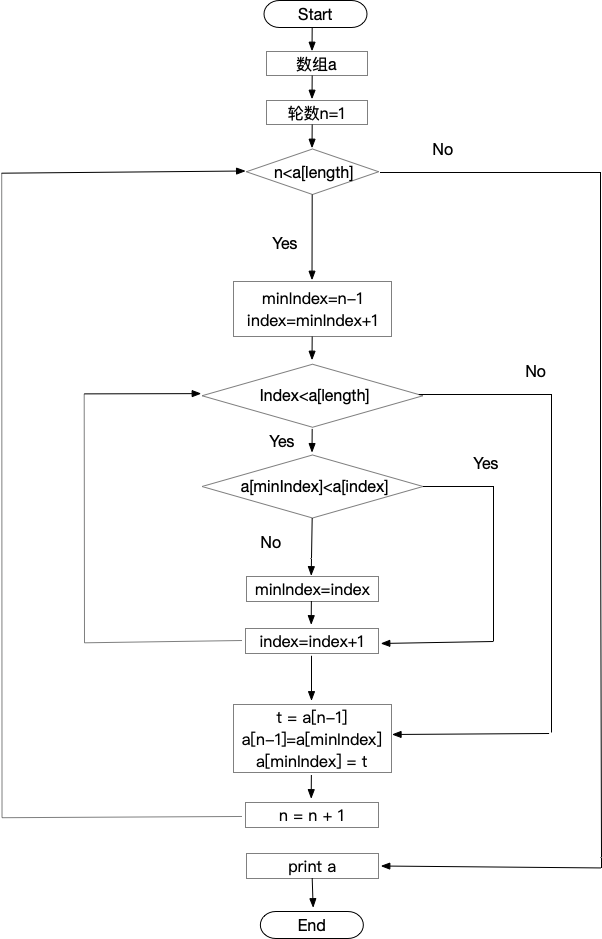 Start
数组a
轮数n=1
No
n<a[length]
Yes
minIndex=n-1
index=minIndex+1
No
Index<a[length]
Yes
Yes
a[minIndex]<a[index]
No
minIndex=index
index=index+1
t = a[n-1]
a[n-1]=a[minIndex]
a[minIndex] = t
n = n + 1
print a
End